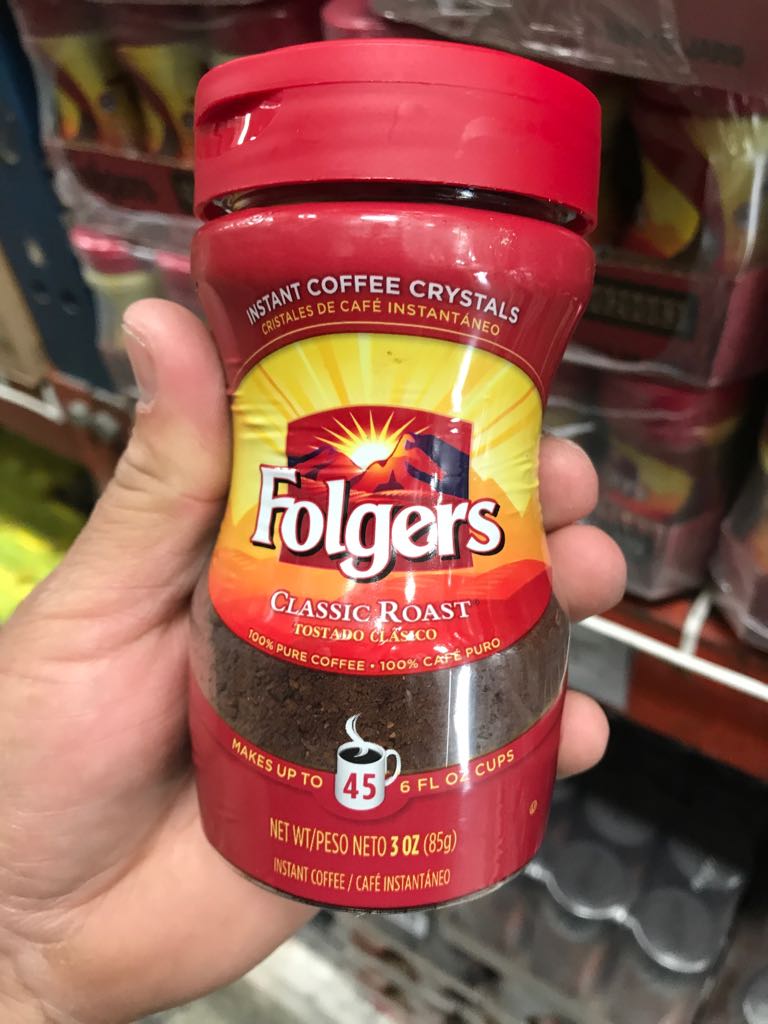 INSTANT COFFEE CRYSTALS
CRISTALES DE CAFÉ INSTANTÁNEO
Folgers
CLASSIC ROAST®
TOSTADO CLÁSICO
100% PURE COFFEE • 100% CAFÉ PURO
MAKES UP TO 45 6 FL OZ CUPS
NET WT/PESO NETO 3 OZ (85g)
INSTANT COFFEE / CAFÉ INSTANTÁNEO